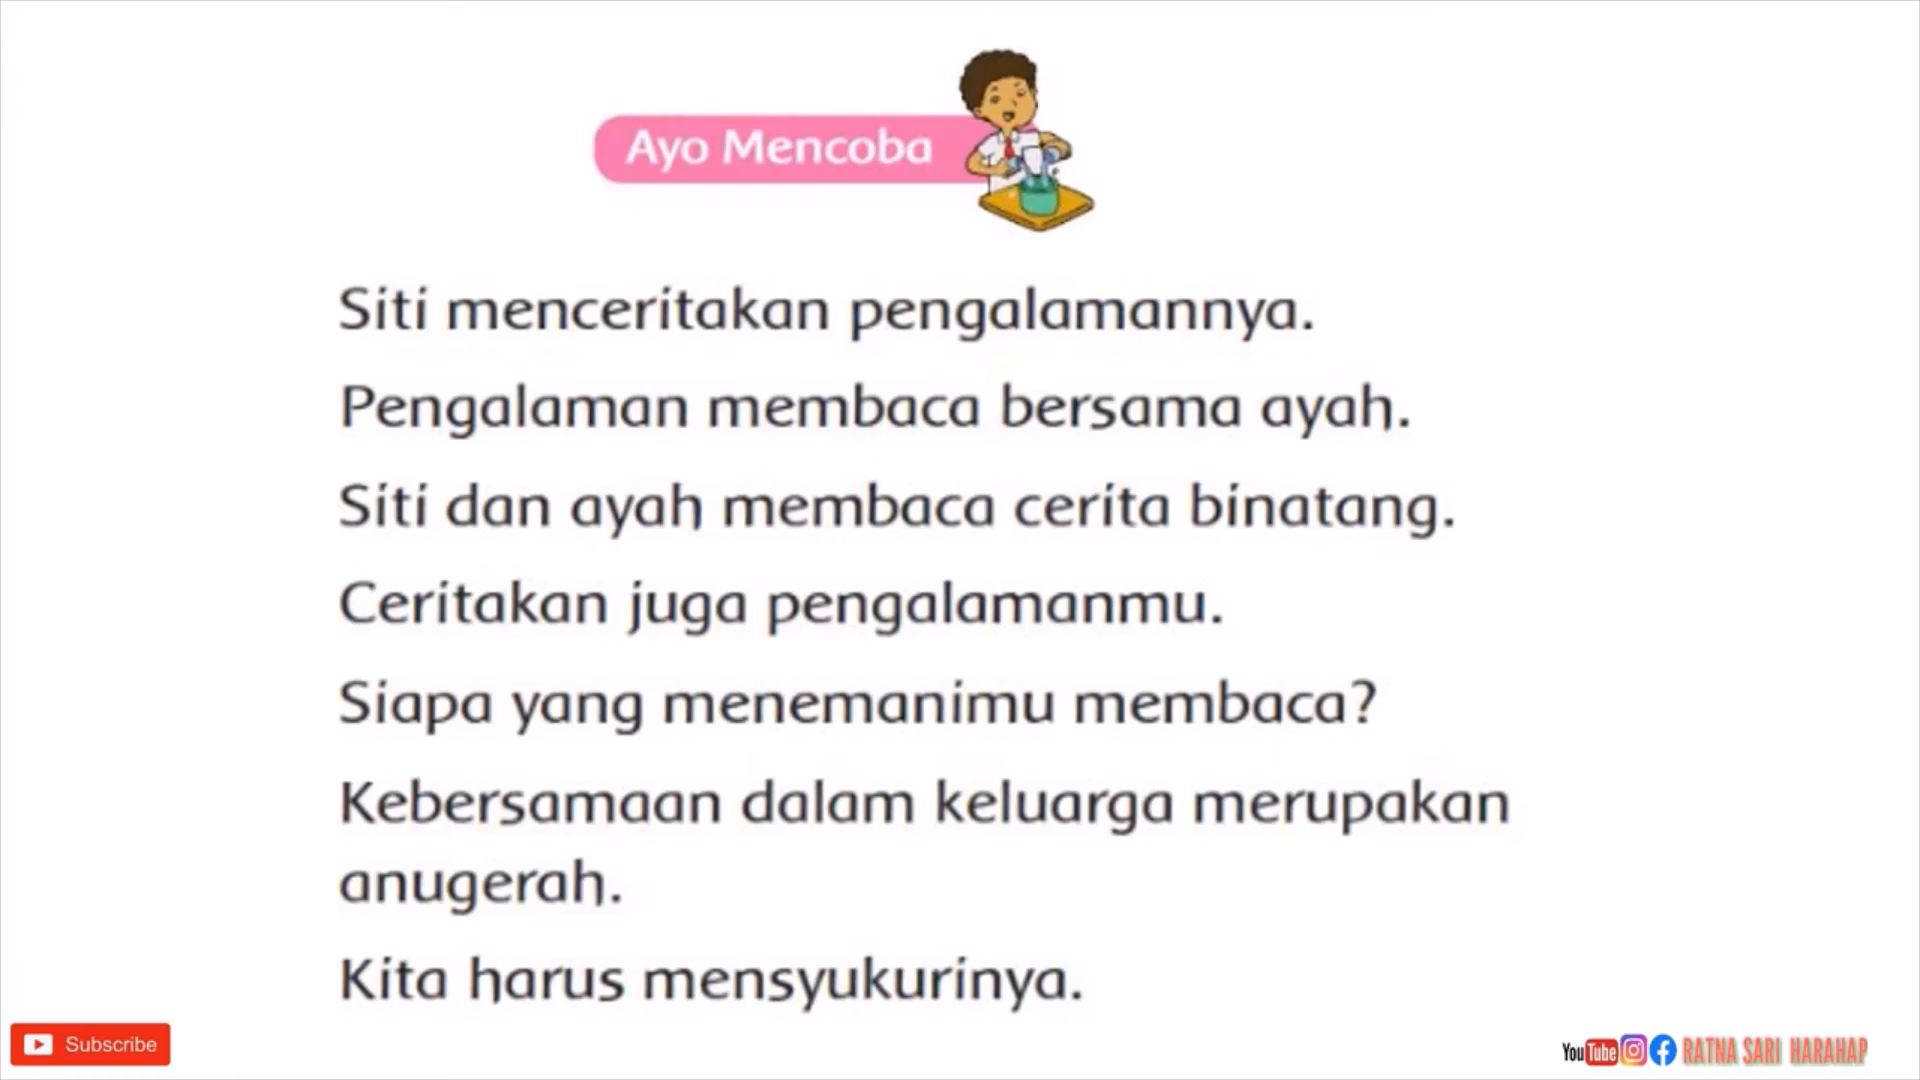 Ayo Mencoba
Siti menceritakan pengalamannya.
Pengalaman membaca bersama ayah.
Siti dan ayah membaca cerita binatang.
Ceritakan juga pengalamanmu.
Siapa yang menemanimu membaca?
Kebersamaan dalam keluarga merupakan
anugerah.
Kita harus mensyukurinya.
Subscribe
YouTube RATNA SARI HARAHAP